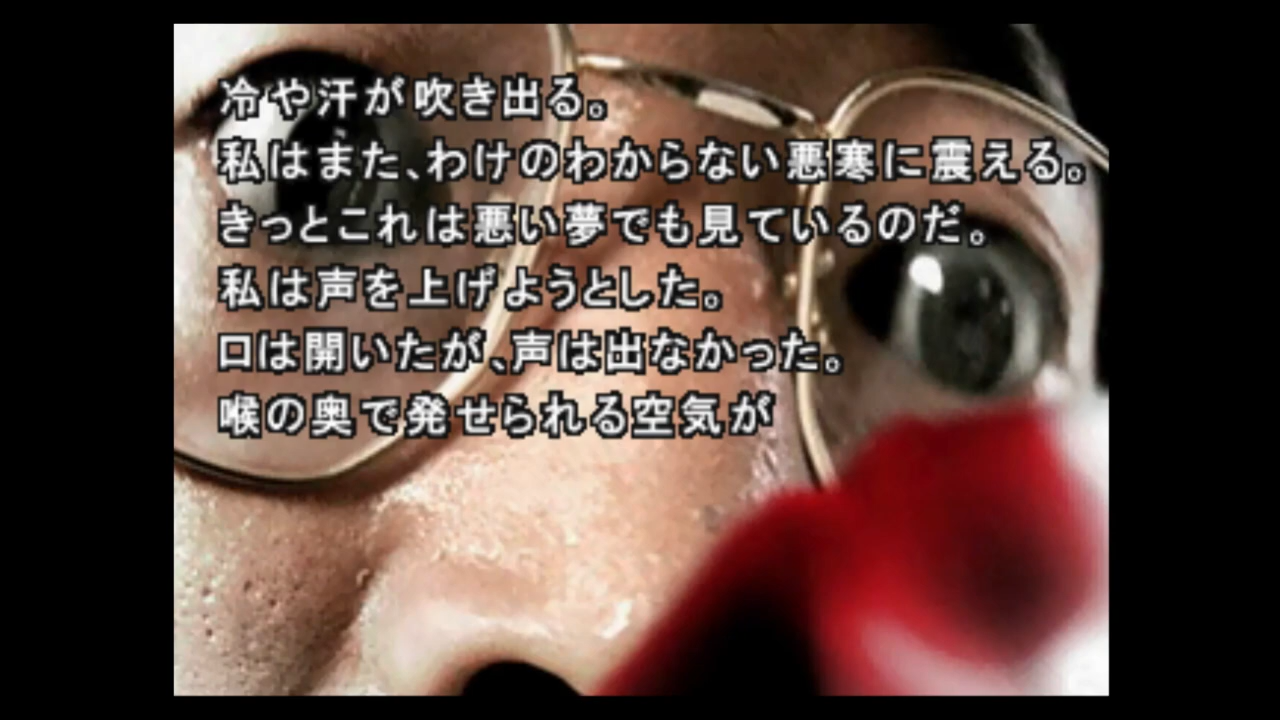 冷や汗が吹き出る。
私はまた、わけのわからない悪寒に震える。
きっとこれは悪い夢でも見ているのだ。
私は声を上げようとした。
口は開いたが、声は出なかった。
喉の奥で発せられる空気が